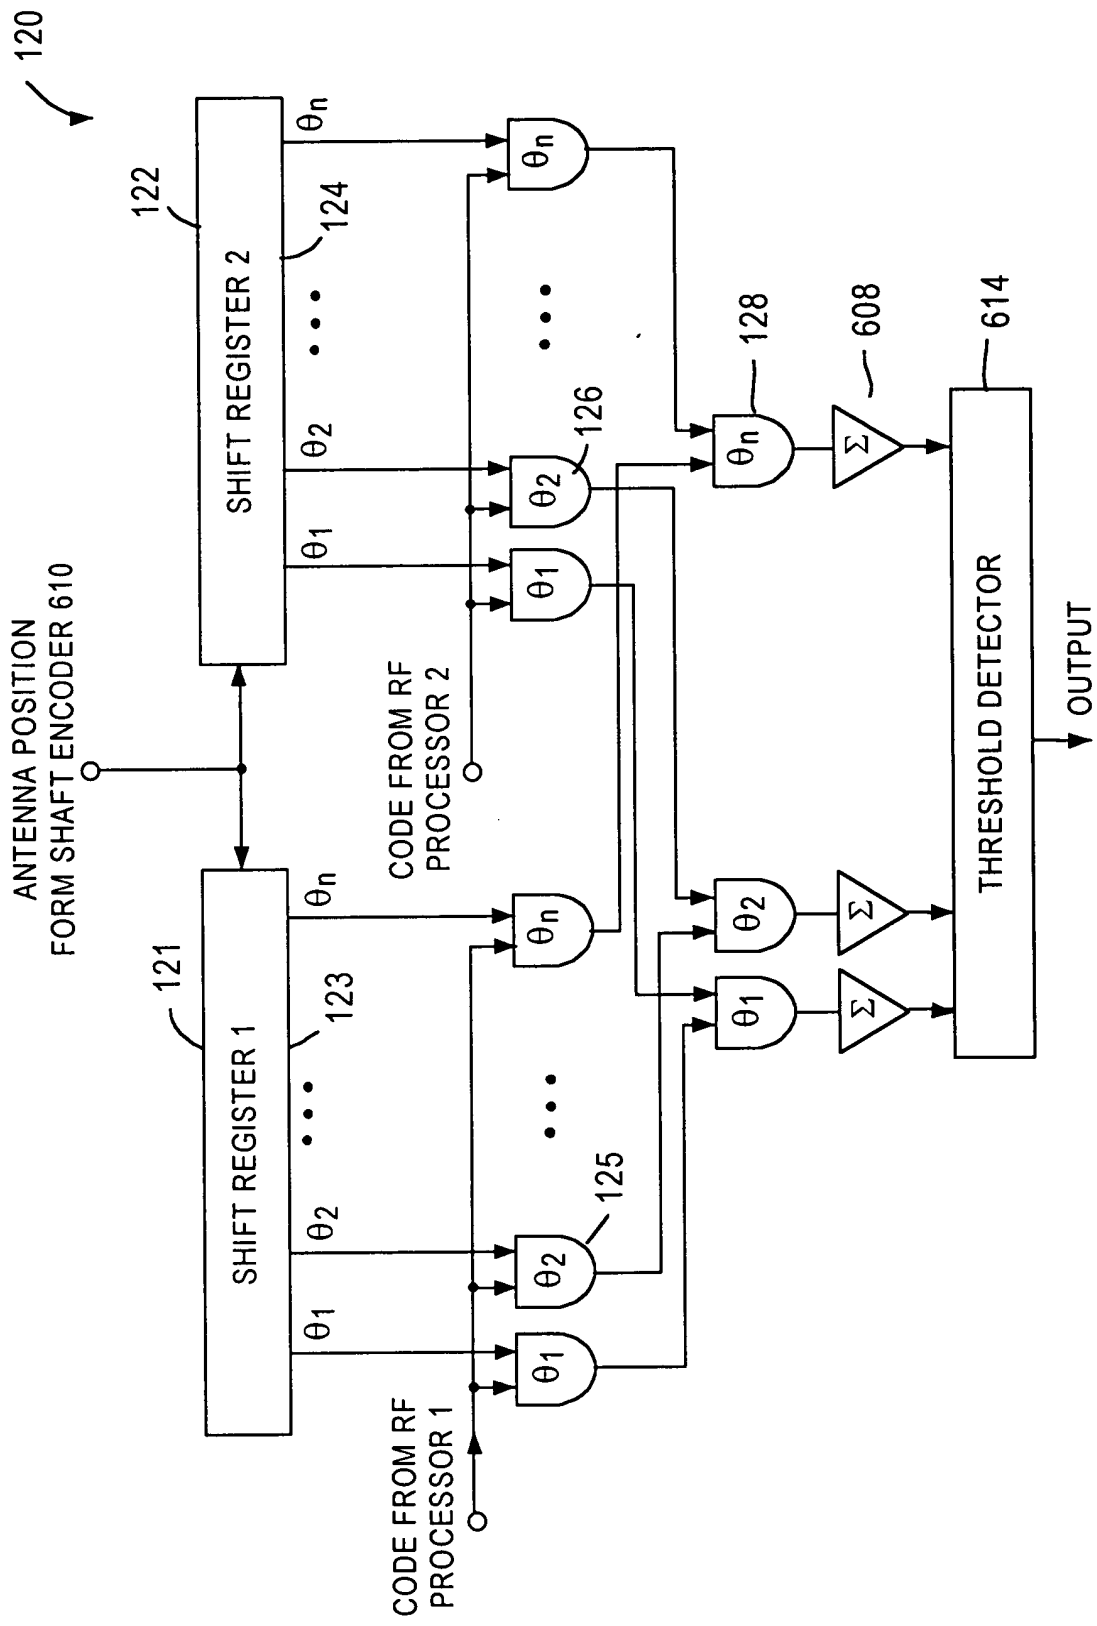 120
ANTENNA POSITION
FORM SHAFT ENCODER 610
121
122
SHIFT REGISTER 1
SHIFT REGISTER 2
123
124
θ1
θ2
• • •
θn
θ1
θ2
• • •
θn
CODE FROM RF
PROCESSOR 1
CODE FROM RF
PROCESSOR 2
θ1
θ2
• • •
θn
θ1
θ2
• • •
θn
125
126
θ1
θ2
θn
128
Σ
Σ
Σ
608
THRESHOLD DETECTOR
614
OUTPUT